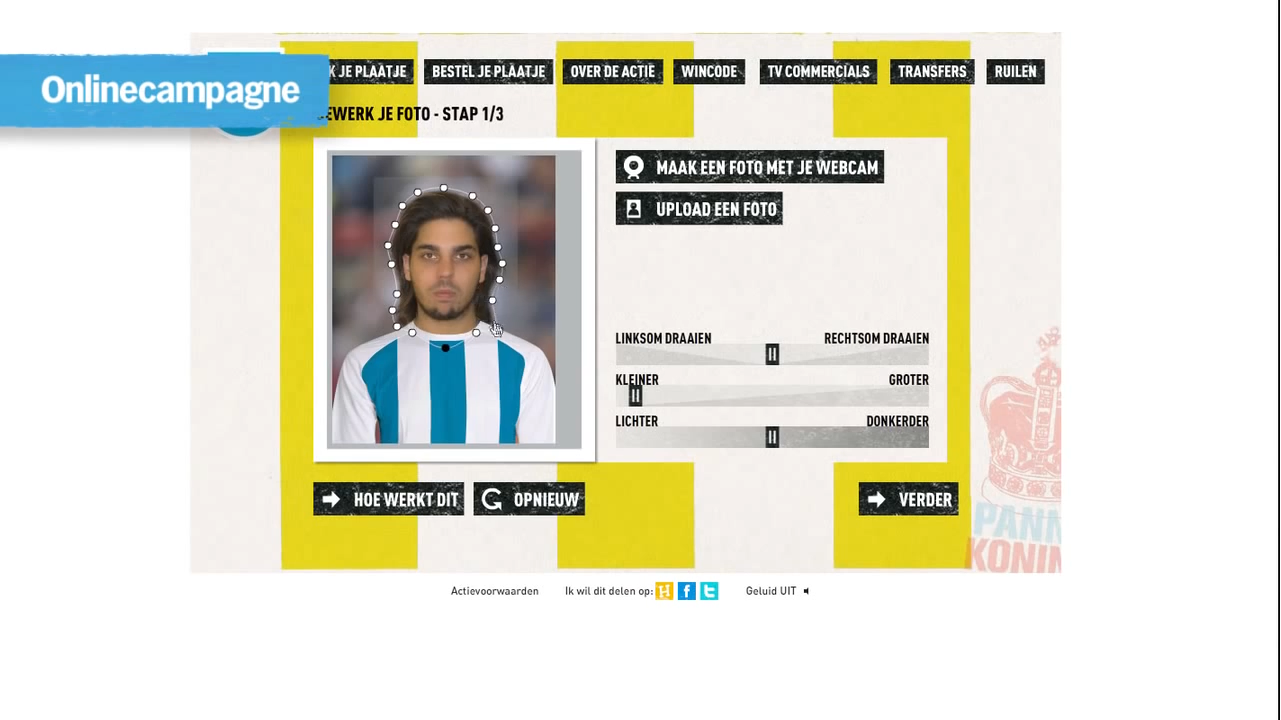 Onlinecampagne
K JE PLAATJE
BESTEL JE PLAATJE
OVER DE ACTIE
WINCODE
TV COMMERCIALS
TRANSFERS
RUILEN
EWERK JE FOTO - STAP 1/3
MAAK EEN FOTO MET JE WEBCAM
UPLOAD EEN FOTO
LINKSOM DRAAIEN
RECHTSOM DRAAIEN
KLEINER
GROTER
LICHTER
DONKERDER
HOE WERKT DIT
OPNIEUW
VERDER
PANN
KONIN
Actievoorwaarden
Ik wil dit delen op:
Geluid UIT